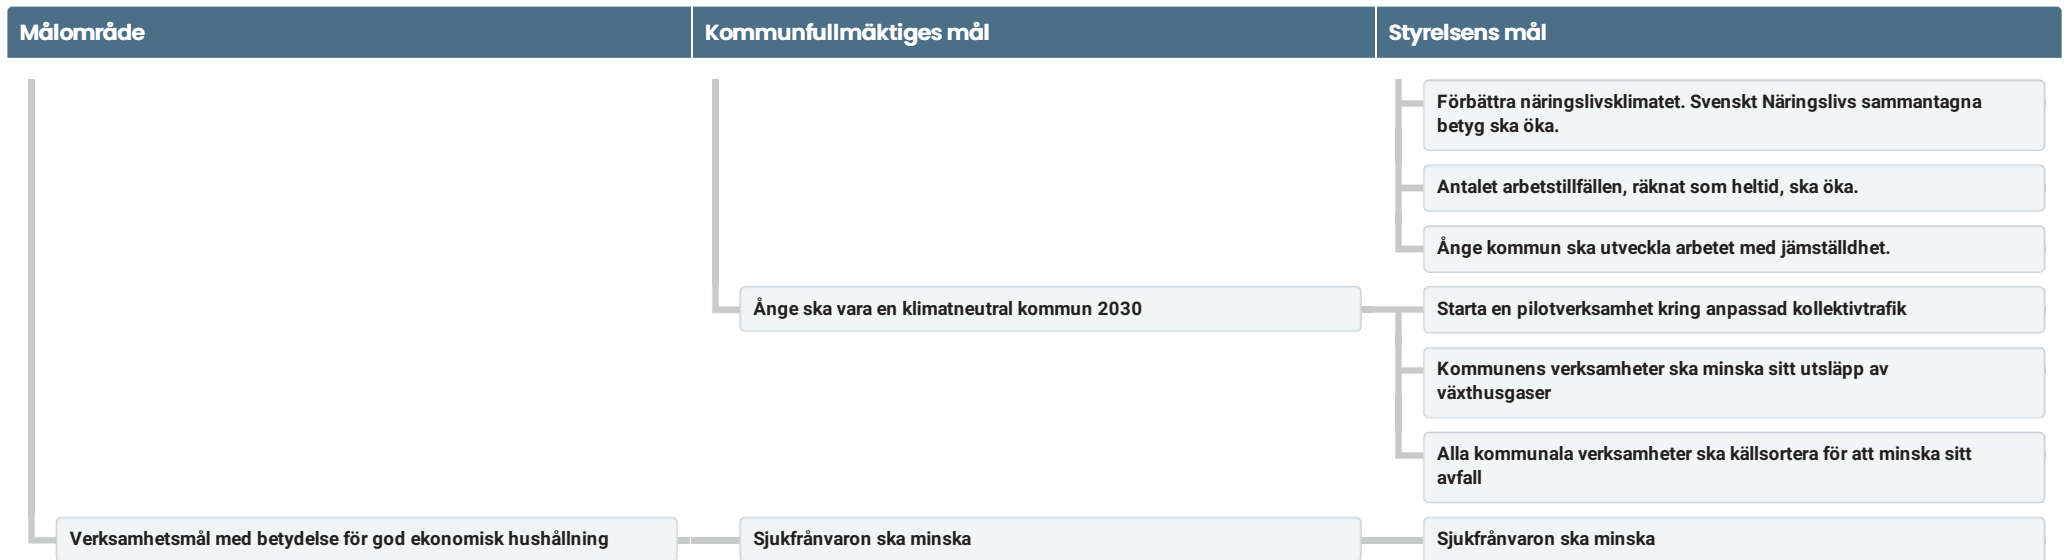 Målområde
Kommunfullmäktiges mål
Styrelsens mål
Förbättra näringslivsklimatet. Svenskt Näringslivs sammantagna
betyg ska öka.
Antalet arbetstillfällen, räknat som heltid, ska öka.
Ånge kommun ska utveckla arbetet med jämställdhet.
Ånge ska vara en klimatneutral kommun 2030
Starta en pilotverksamhet kring anpassad kollektivtrafik
Kommunens verksamheter ska minska sitt utsläpp av
växthusgaser
Alla kommunala verksamheter ska källsortera för att minska sitt
avfall
Verksamhetsmål med betydelse för god ekonomisk hushållning
Sjukfrånvaron ska minska
Sjukfrånvaron ska minska